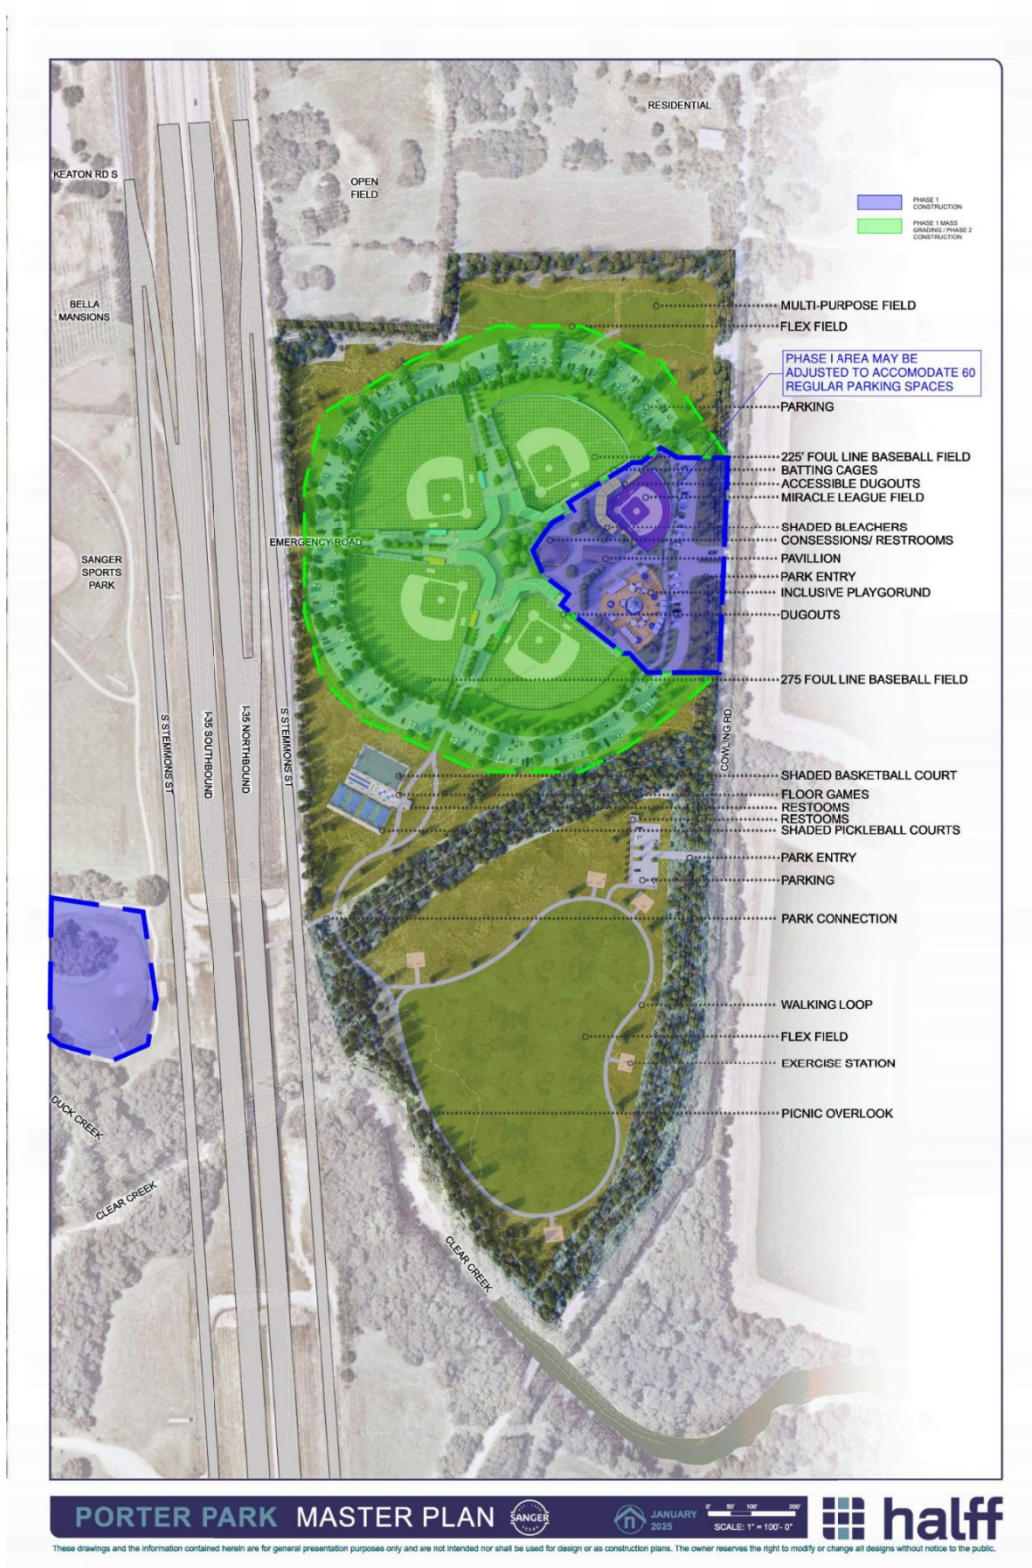 RESIDENTIAL
KEATON RD S
OPEN
FIELD
PHASE 1
CONSTRUCTION
PHASE 1 MASS
GRADING / PHASE 2
CONSTRUCTION
BELLA
MANSIONS
MULTI-PURPOSE FIELD
FLEX FIELD
PHASE I AREA MAY BE
ADJUSTED TO ACCOMODATE 60
REGULAR PARKING SPACES
PARKING
225' FOUL LINE BASEBALL FIELD
BATTING CAGES
ACCESSIBLE DUGOUTS
MIRACLE LEAGUE FIELD
SHADED BLEACHERS
CONSESSIONS/ RESTROOMS
EMERGENCY ROAD
PAVILLION
SANGER
SPORTS
PARK
PARK ENTRY
INCLUSIVE PLAYGORUND
DUGOUTS
275 FOUL LINE BASEBALL FIELD
S STEMMONS ST
I-35 SOUTHBOUND
I-35 NORTHBOUND
S STEMMONS ST
COWLING RD
SHADED BASKETBALL COURT
FLOOR GAMES
RESTOOMS
RESTOOMS
SHADED PICKLEBALL COURTS
PARK ENTRY
PARKING
PARK CONNECTION
WALKING LOOP
FLEX FIELD
EXERCISE STATION
PICNIC OVERLOOK
DUCK CREEK
CLEAR CREEK
CLEAR CREEK
PORTER PARK MASTER PLAN
SANGER
TEXAS
JANUARY
2025
0' 50' 100' 200'
SCALE: 1" = 100'- 0"
halff
These drawings and the information contained herein are for general presentation purposes only and are not intended nor shall be used for design or as construction plans. The owner reserves the right to modify or change all designs without notice to the public.